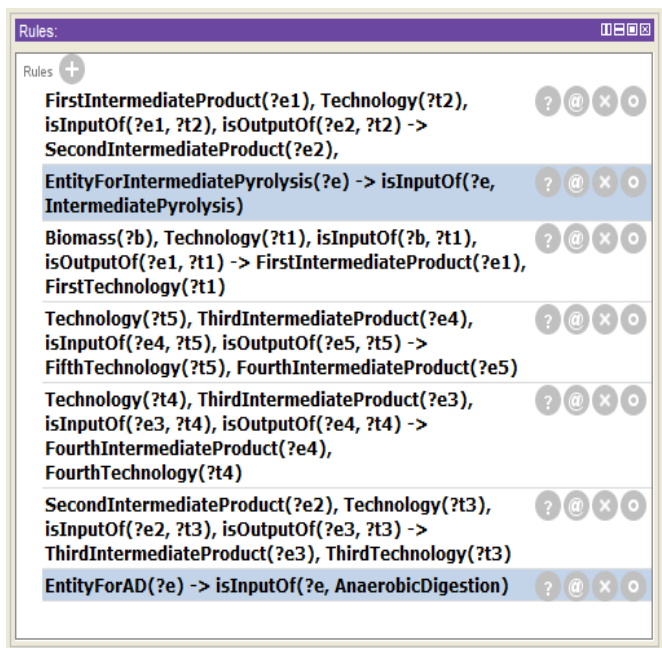 Rules:
Rules +
FirstIntermediateProduct(?e1), Technology(?t2),
isInputOf(?e1, ?t2), isOutputOf(?e2, ?t2) ->
SecondIntermediateProduct(?e2),
? @ X O
EntityForIntermediatePyrolysis(?e) -> isInputOf(?e,
IntermediatePyrolysis)
? @ X O
Biomass(?b), Technology(?t1), isInputOf(?b, ?t1),
isOutputOf(?e1, ?t1) -> FirstIntermediateProduct(?e1),
FirstTechnology(?t1)
? @ X O
Technology(?t5), ThirdIntermediateProduct(?e4),
isInputOf(?e4, ?t5), isOutputOf(?e5, ?t5) ->
FifthTechnology(?t5), FourthIntermediateProduct(?e5)
? @ X O
Technology(?t4), ThirdIntermediateProduct(?e3),
isInputOf(?e3, ?t4), isOutputOf(?e4, ?t4) ->
FourthIntermediateProduct(?e4),
FourthTechnology(?t4)
? @ X O
SecondIntermediateProduct(?e2), Technology(?t3),
isInputOf(?e2, ?t3), isOutputOf(?e3, ?t3) ->
ThirdIntermediateProduct(?e3), ThirdTechnology(?t3)
? @ X O
EntityForAD(?e) -> isInputOf(?e, AnaerobicDigestion)
? @ X O